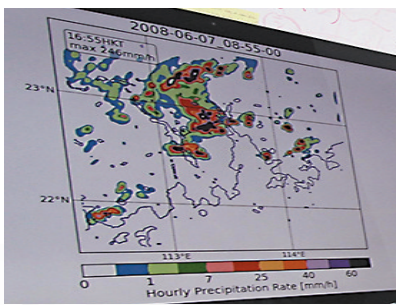 2008-06-07_08-55-00
16:55HKT
max 246mm/h
23°N
22°N
113°E
114°E
0 1 7 25 40 60
Hourly Precipitation Rate [mm/h]